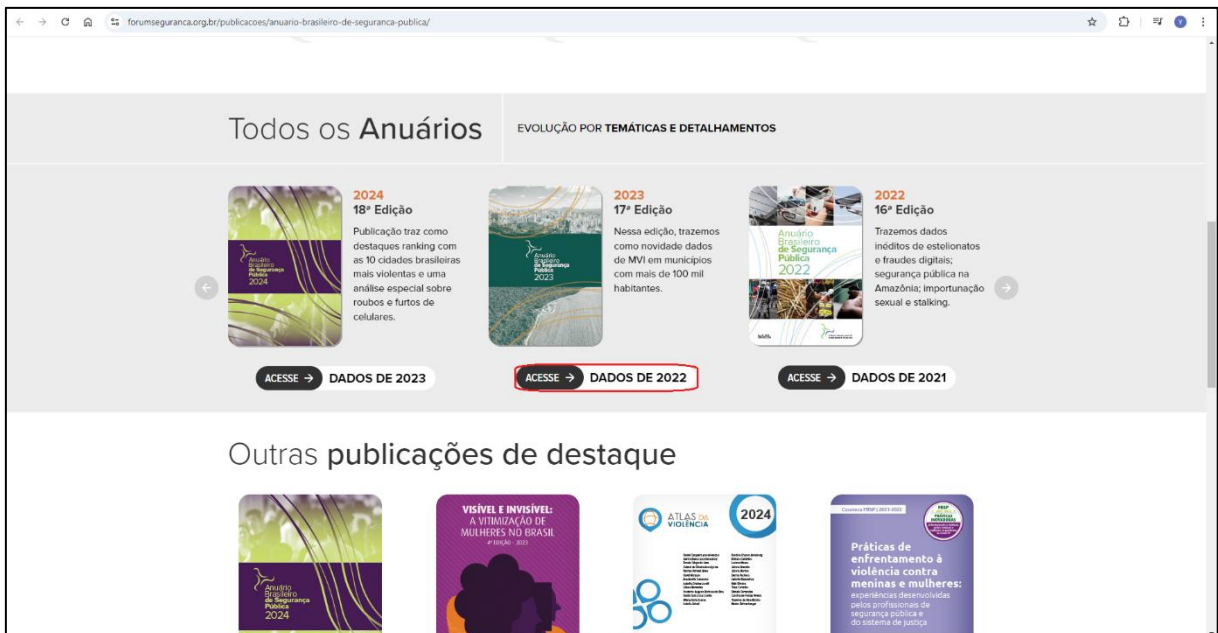 forumseguranca.org.br/publicacoes/anuario-brasileiro-de-seguranca-publica/
Todos os Anuários
EVOLUÇÃO POR TEMÁTICAS E DETALHAMENTOS
Anuário
Brasileiro
de Segurança
Pública
2024
2024
18ª Edição
Publicação traz como
destaques ranking com
as 10 cidades brasileiras
mais violentas e uma
análise especial sobre
roubos e furtos de
celulares.
ACESSE → DADOS DE 2023
Anuário
Brasileiro
de Segurança
Pública
2023
2023
17ª Edição
Nessa edição, trazemos
como novidade dados
de MVI em municípios
com mais de 100 mil
habitantes.
ACESSE → DADOS DE 2022
Anuário
Brasileiro
de Segurança
Pública
2022
2022
16ª Edição
Trazemos dados
inéditos de estelionatos
e fraudes digitais;
segurança pública na
Amazônia; importunação
sexual e stalking.
ACESSE → DADOS DE 2021
Outras publicações de destaque
Anuário
Brasileiro
de Segurança
Pública
2024
VISÍVEL E INVISÍVEL:
A VITIMIZAÇÃO DE
MULHERES NO BRASIL
4ª EDIÇÃO - 2023
ATLAS DA
VIOLÊNCIA
2024
Casoteca FBSP | 2021-2022
Práticas de
enfrentamento à
violência contra
meninas e mulheres:
experiências desenvolvidas
pelos profissionais de
segurança pública e
do sistema de justiça